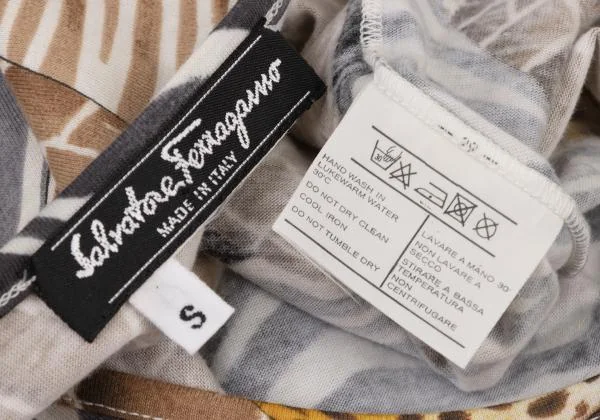 Salvatore Ferragamo
MADE IN ITALY
S
30
HAND WASH IN
LUKEWARM WATER
30°C
DO NOT DRY CLEAN
COOL IRON
DO NOT TUMBLE DRY
LAVARE A MANO 30
NON LAVARE A
SECCO
STIRARE A BASSA
TEMPERATURA
NON
CENTRIFUGARE